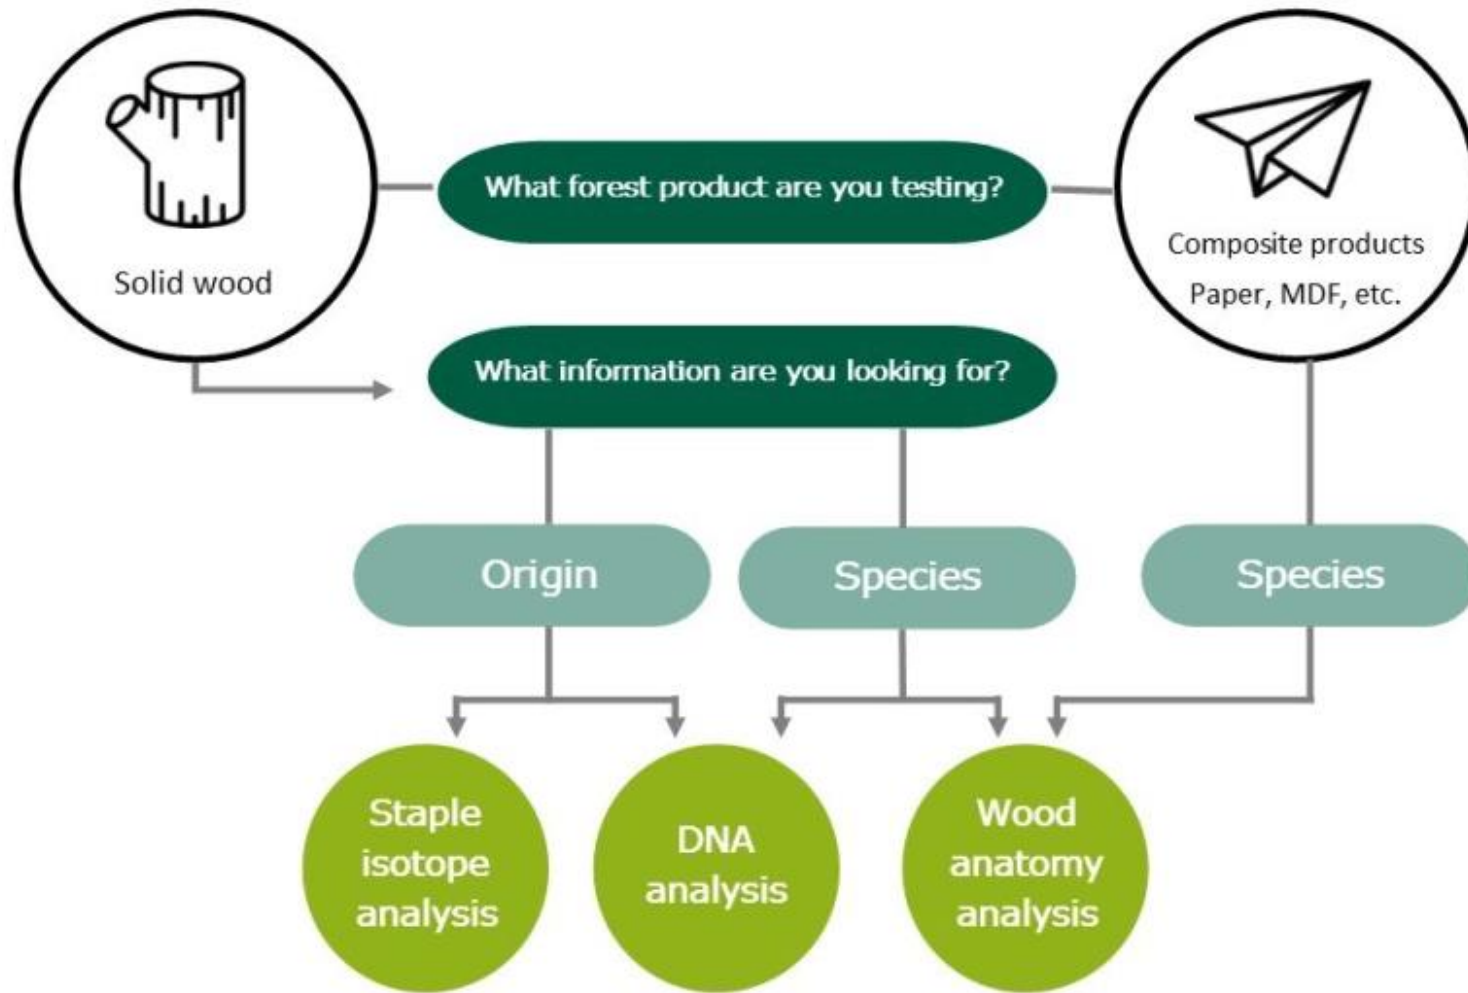 What forest product are you testing?
Solid wood
Composite products
Paper, MDF, etc.
What information are you looking for?
Origin
Species
Species
Staple
isotope
analysis
DNA
analysis
Wood
anatomy
analysis